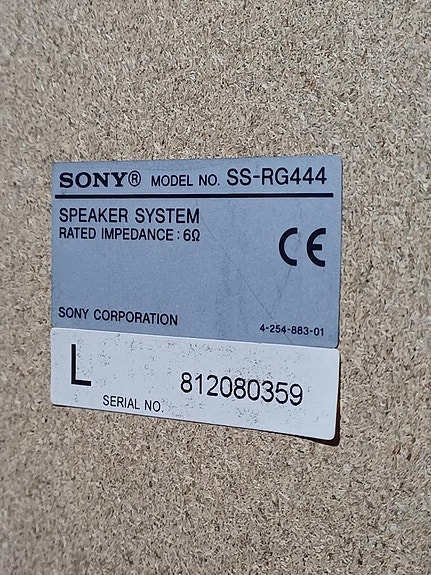 SONY® MODEL NO. SS-RG444
SPEAKER SYSTEM
RATED IMPEDANCE : 6Ω
CE
SONY CORPORATION 4-254-883-01
L SERIAL NO. 812080359